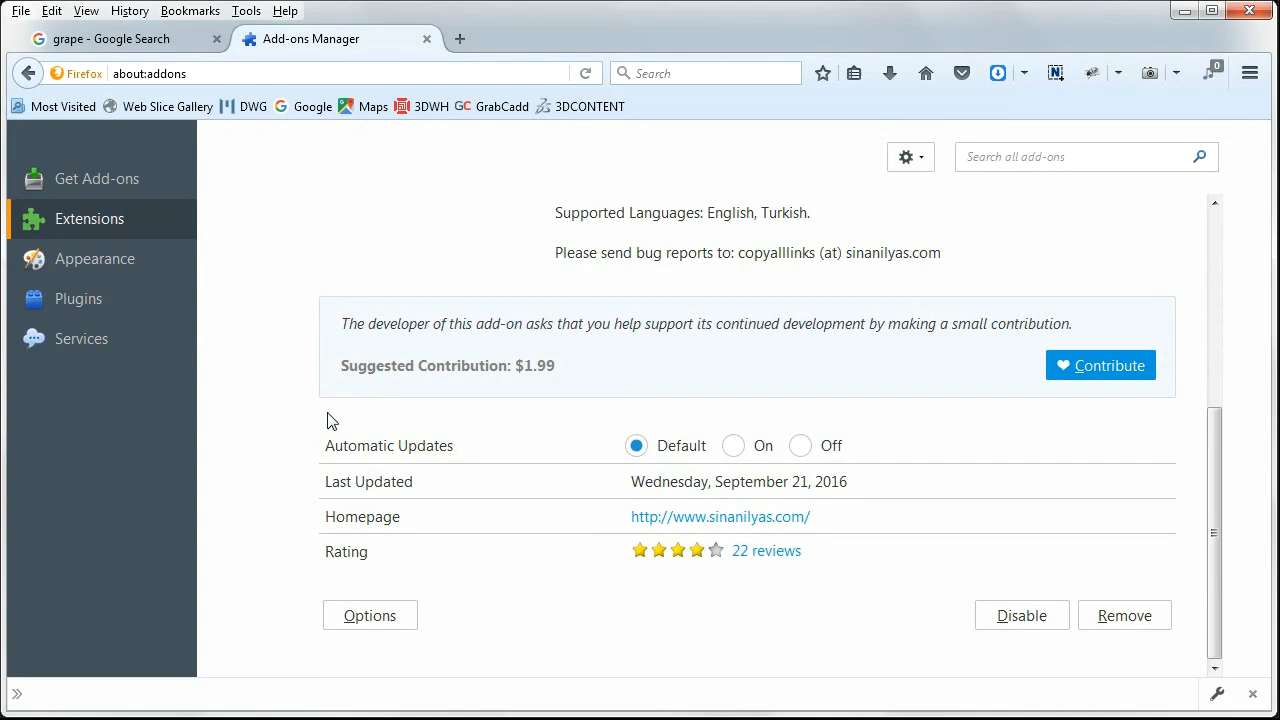 File Edit View History Bookmarks Tools Help
grape - Google Search
Add-ons Manager
Firefox about:addons
Search
0
Most Visited Web Slice Gallery DWG Google Maps 3DWH GC GrabCadd 3DCONTENT
Search all add-ons
Get Add-ons
Extensions
Appearance
Plugins
Services
Supported Languages: English, Turkish.
Please send bug reports to: copyalllinks (at) sinanilyas.com
The developer of this add-on asks that you help support its continued development by making a small contribution.
Suggested Contribution: $1.99
Contribute
Automatic Updates Default On Off
Last Updated Wednesday, September 21, 2016
Homepage http://www.sinanilyas.com/
Rating 22 reviews
Options Disable Remove